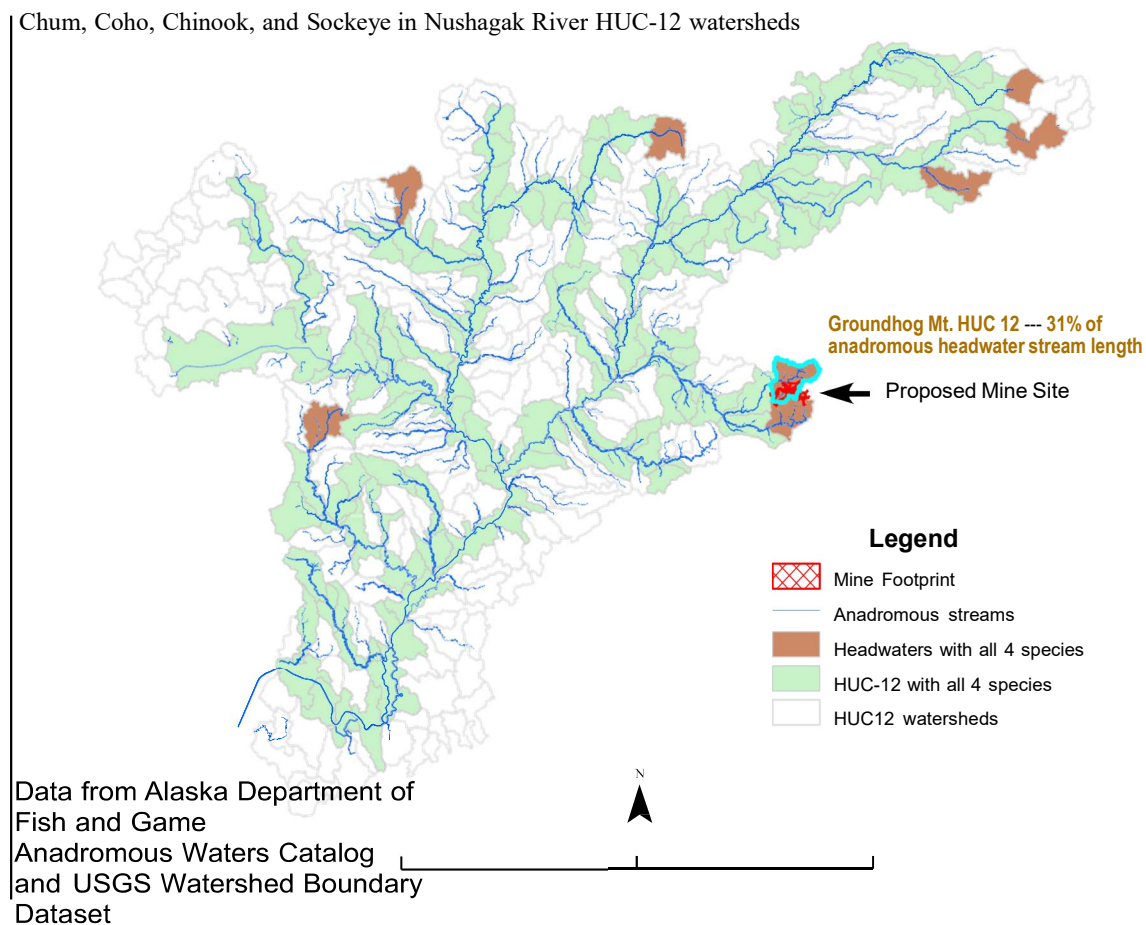 Chum, Coho, Chinook, and Sockeye in Nushagak River HUC-12 watersheds
Groundhog Mt. HUC 12 --- 31% of
anadromous headwater stream length
Proposed Mine Site
Legend
Mine Footprint
Anadromous streams
Headwaters with all 4 species
HUC-12 with all 4 species
HUC12 watersheds
N
Data from Alaska Department of
Fish and Game
Anadromous Waters Catalog
and USGS Watershed Boundary
Dataset